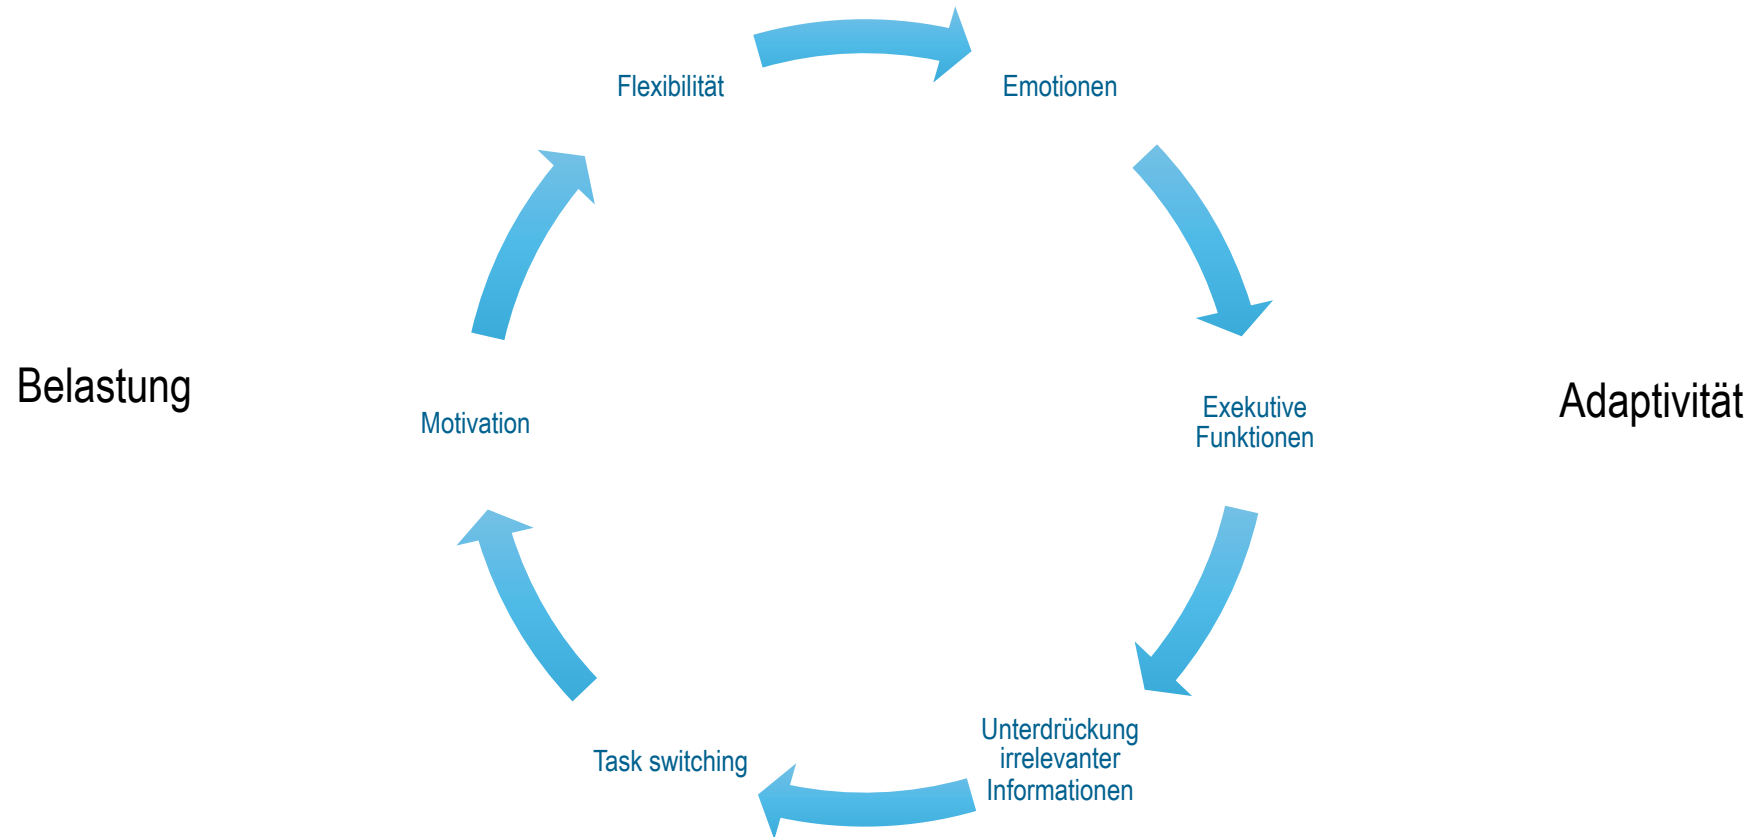 Flexibilität
Emotionen
Belastung
Motivation
Exekutive
Funktionen
Adaptivität
Task switching
Unterdrückung
irrelevanter
Informationen